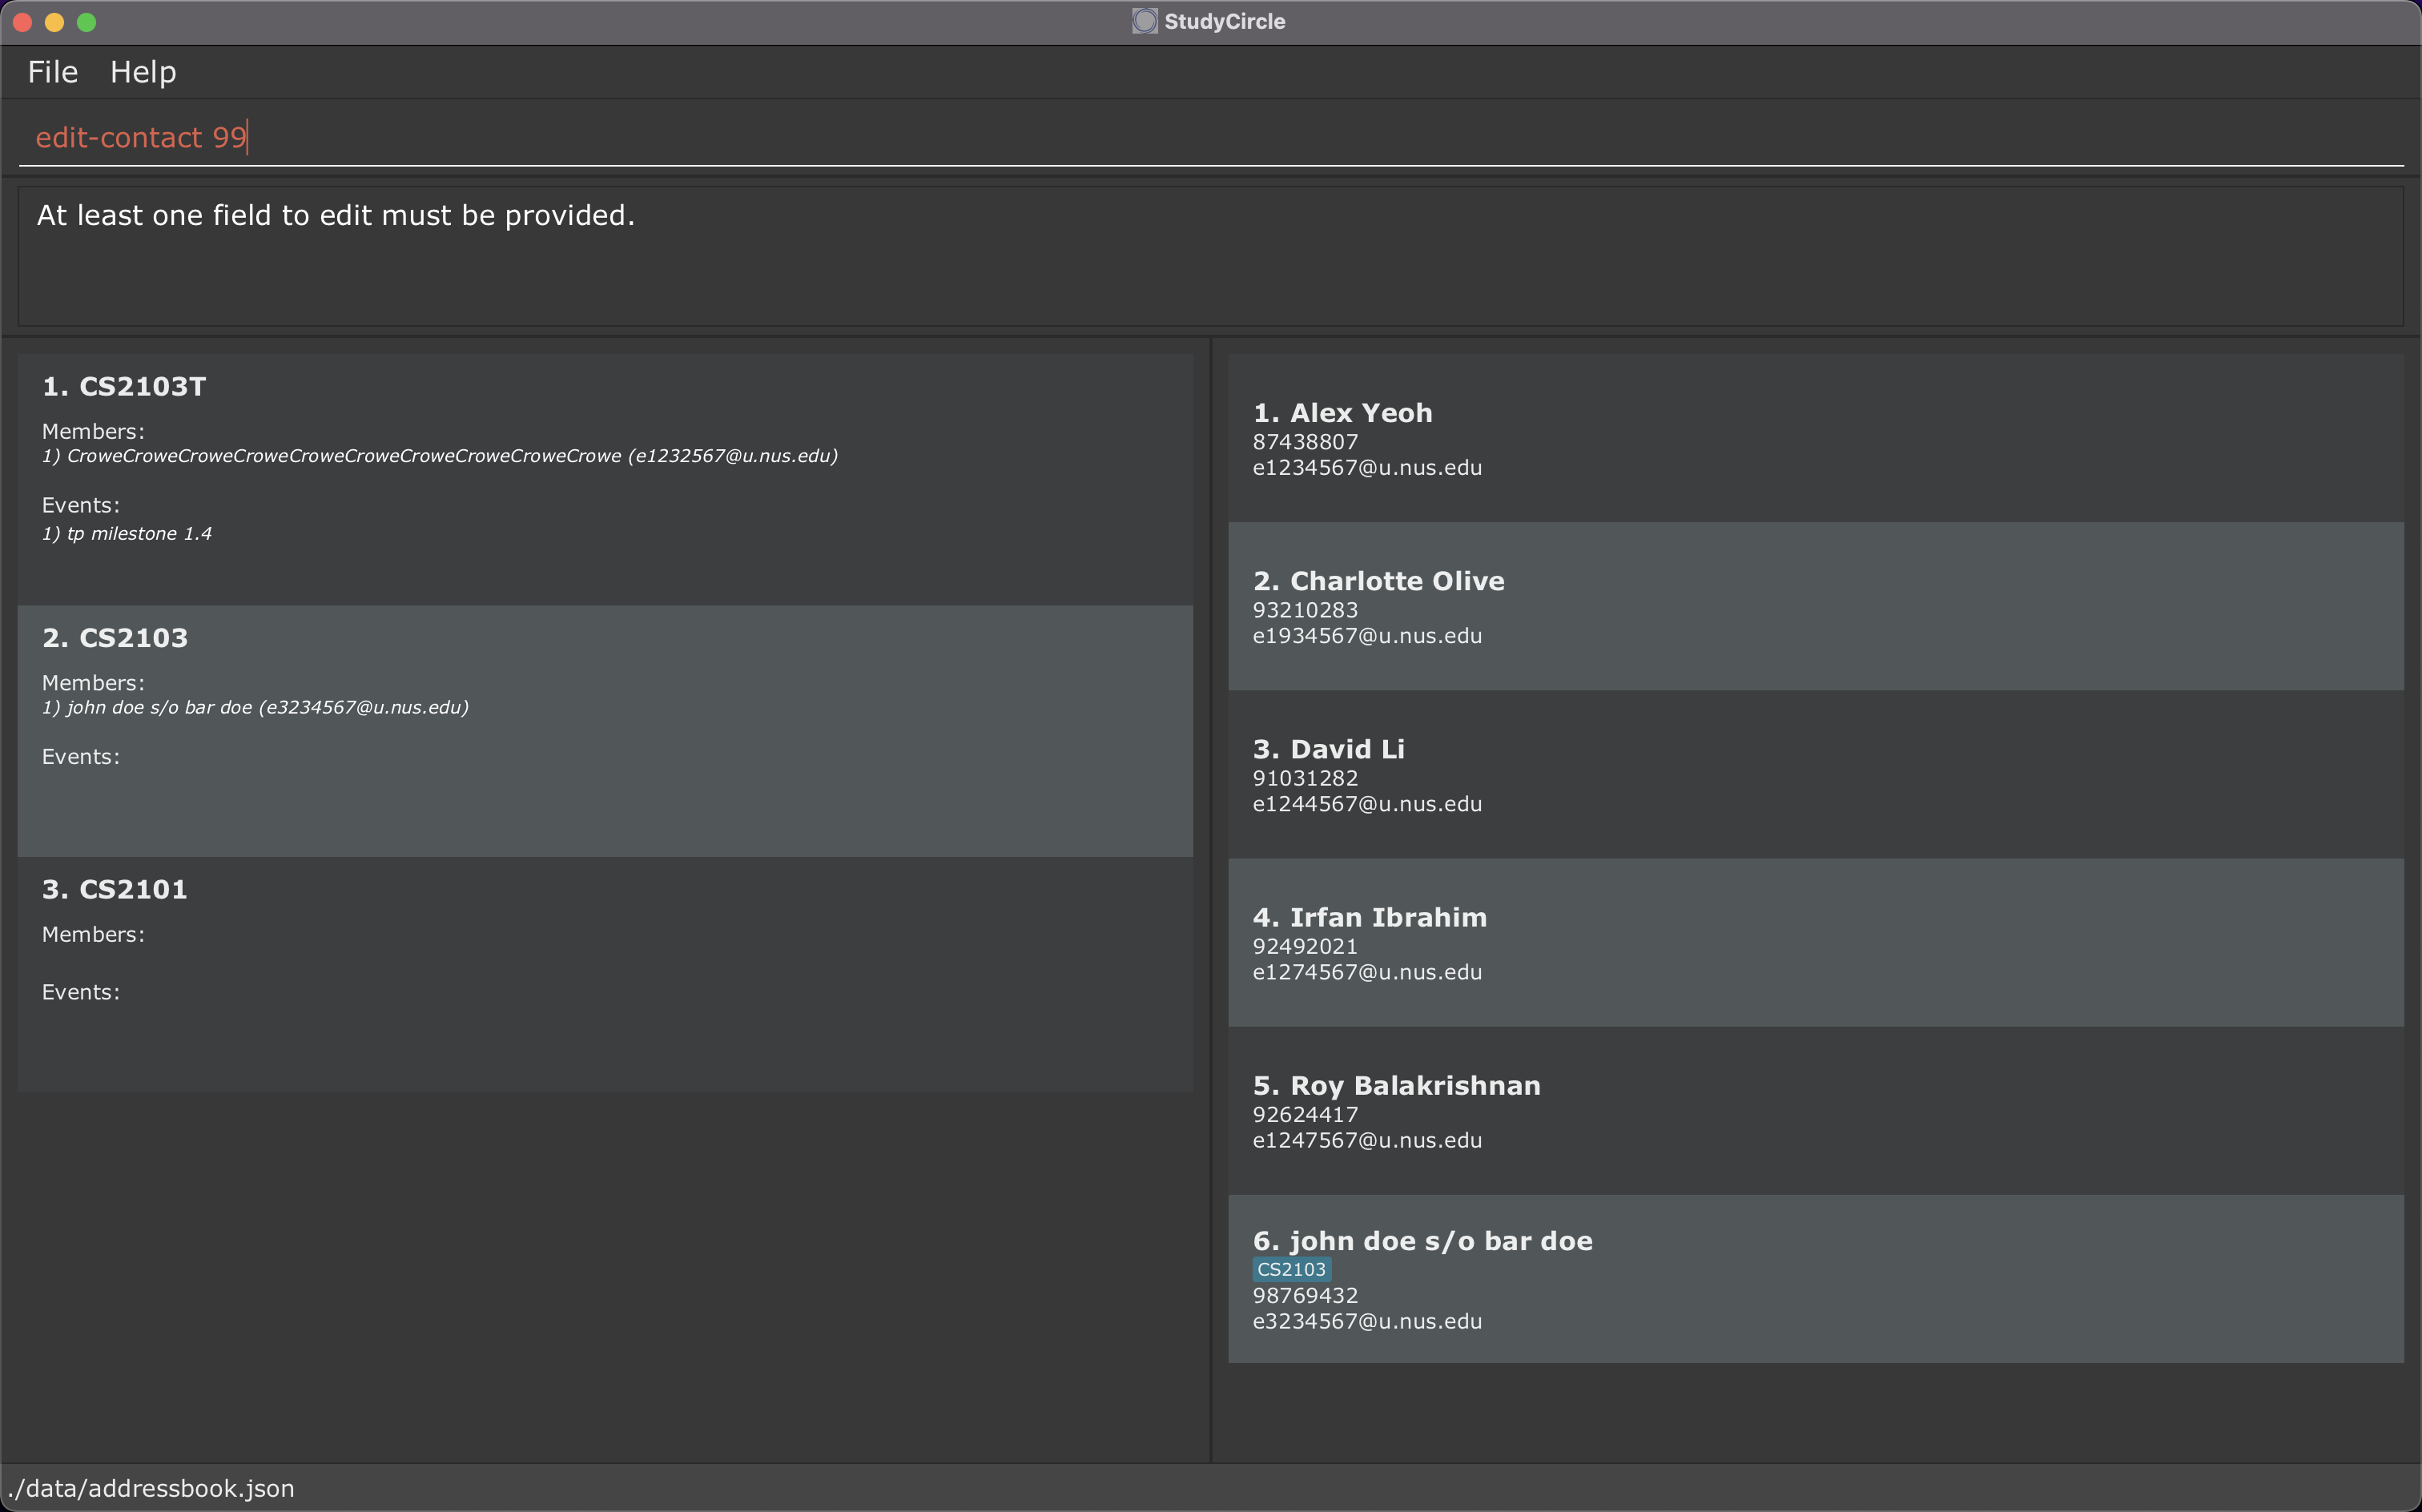 StudyCircle
File Help
edit-contact 99
At least one field to edit must be provided.
1. CS2103T
Members:
1) CroweCroweCroweCroweCroweCroweCroweCroweCroweCrowe (e1232567@u.nus.edu)
Events:
1) tp milestone 1.4
2. CS2103
Members:
1) john doe s/o bar doe (e3234567@u.nus.edu)
Events:
3. CS2101
Members:
Events:
1. Alex Yeoh
87438807
e1234567@u.nus.edu
2. Charlotte Olive
93210283
e1934567@u.nus.edu
3. David Li
91031282
e1244567@u.nus.edu
4. Irfan Ibrahim
92492021
e1274567@u.nus.edu
5. Roy Balakrishnan
92624417
e1247567@u.nus.edu
6. john doe s/o bar doe
CS2103
98769432
e3234567@u.nus.edu
./data/addressbook.json